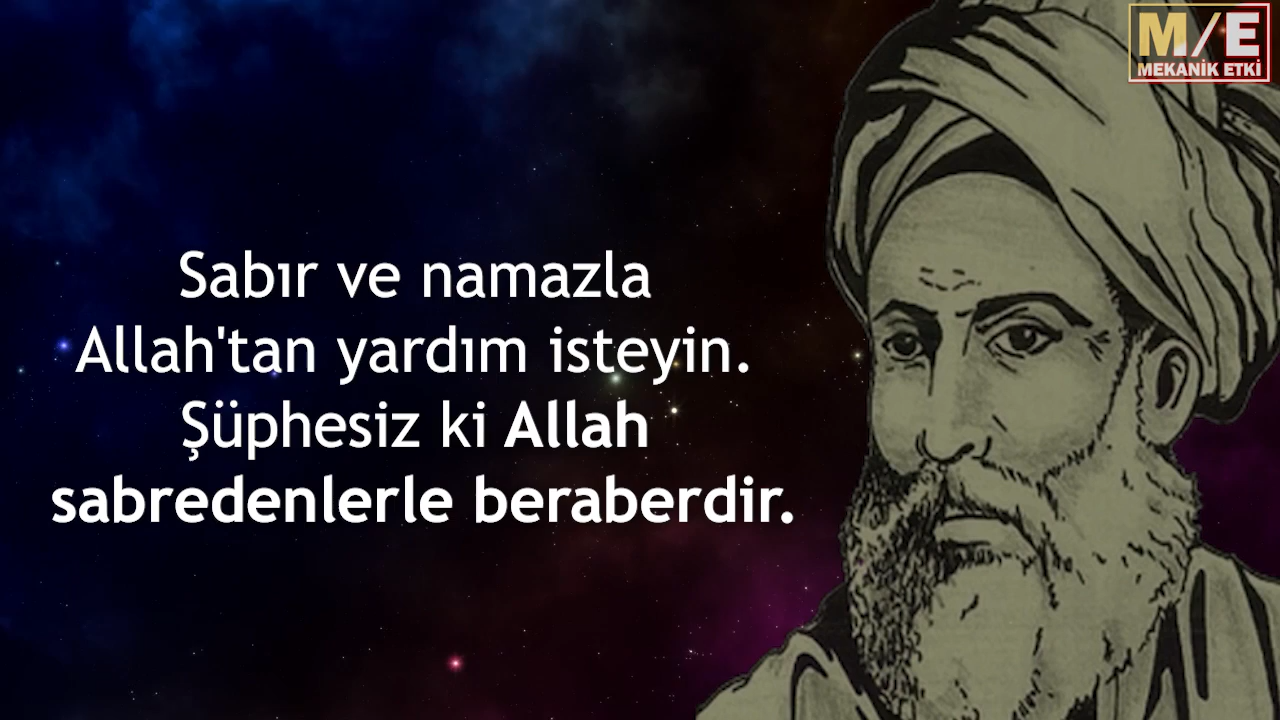 M/E
MEKANİK ETKİ
Sabır ve namazla
Allah'tan yardım isteyin.
Şüphesiz ki Allah
sabredenlerle beraberdir.